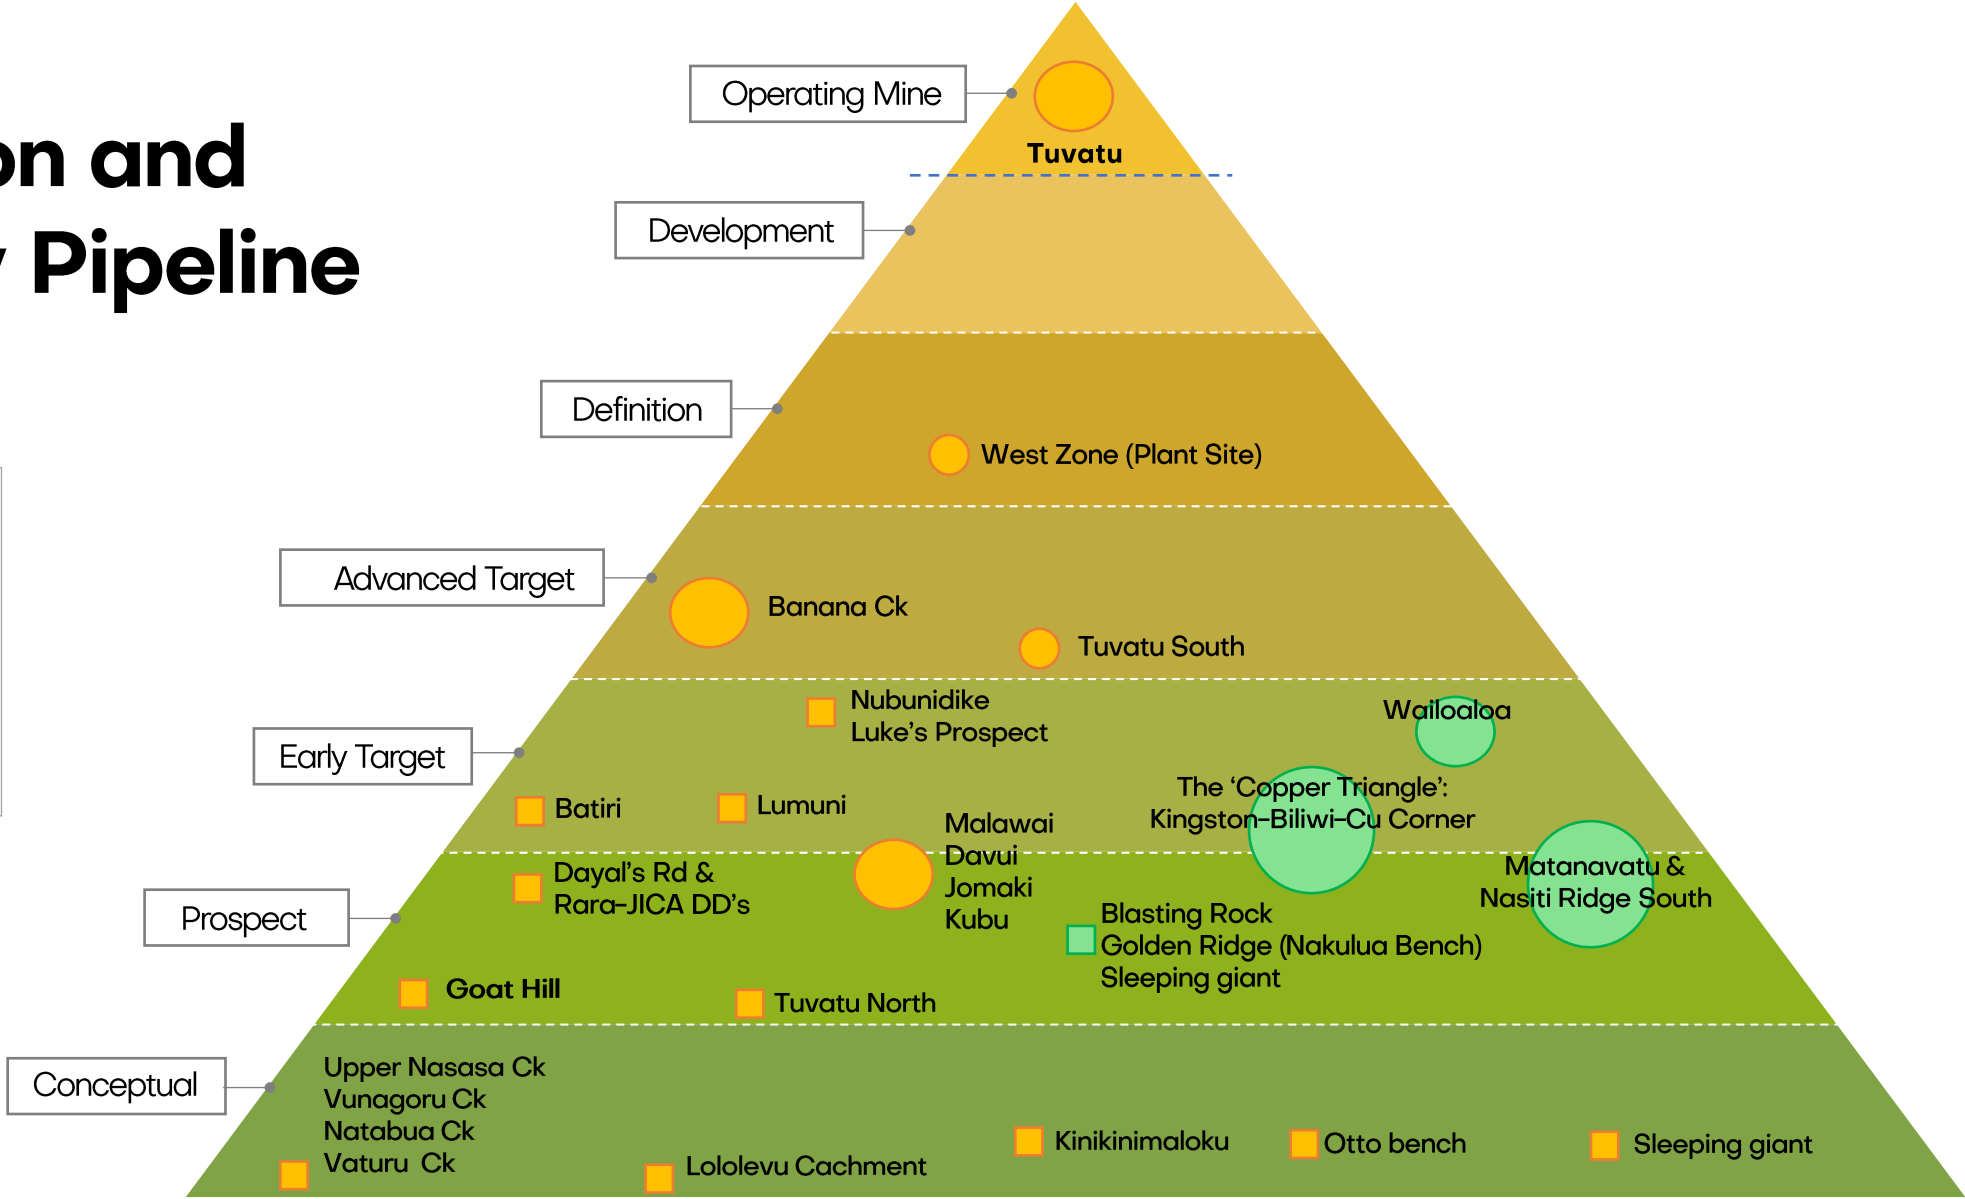 on and
Pipeline
Operating Mine
Tuvatu
Development
Definition
West Zone (Plant Site)
Advanced Target
Banana Ck
Tuvatu South
Early Target
Nubunidike
Luke's Prospect
Wailoaloa
The ‘Copper Triangle’:
Kingston-Biliwi-Cu Corner
Batiri
Lumuni
Malawai
Davui
Jomaki
Kubu
Matanavatu &
Nasiti Ridge South
Prospect
Dayal's Rd &
Rara-JICA DD's
Blasting Rock
Golden Ridge (Nakulua Bench)
Sleeping giant
Goat Hill
Tuvatu North
Conceptual
Upper Nasasa Ck
Vunagoru Ck
Natabua Ck
Vaturu Ck
Lololevu Cachment
Kinikinimaloku
Otto bench
Sleeping giant